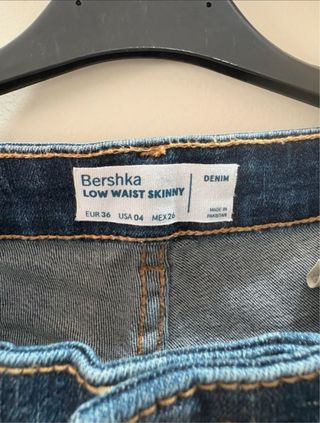 Bershka
LOW WAIST SKINNY
EUR 36 USA 04 MEX 26
DENIM
MADE IN
PAKISTAN